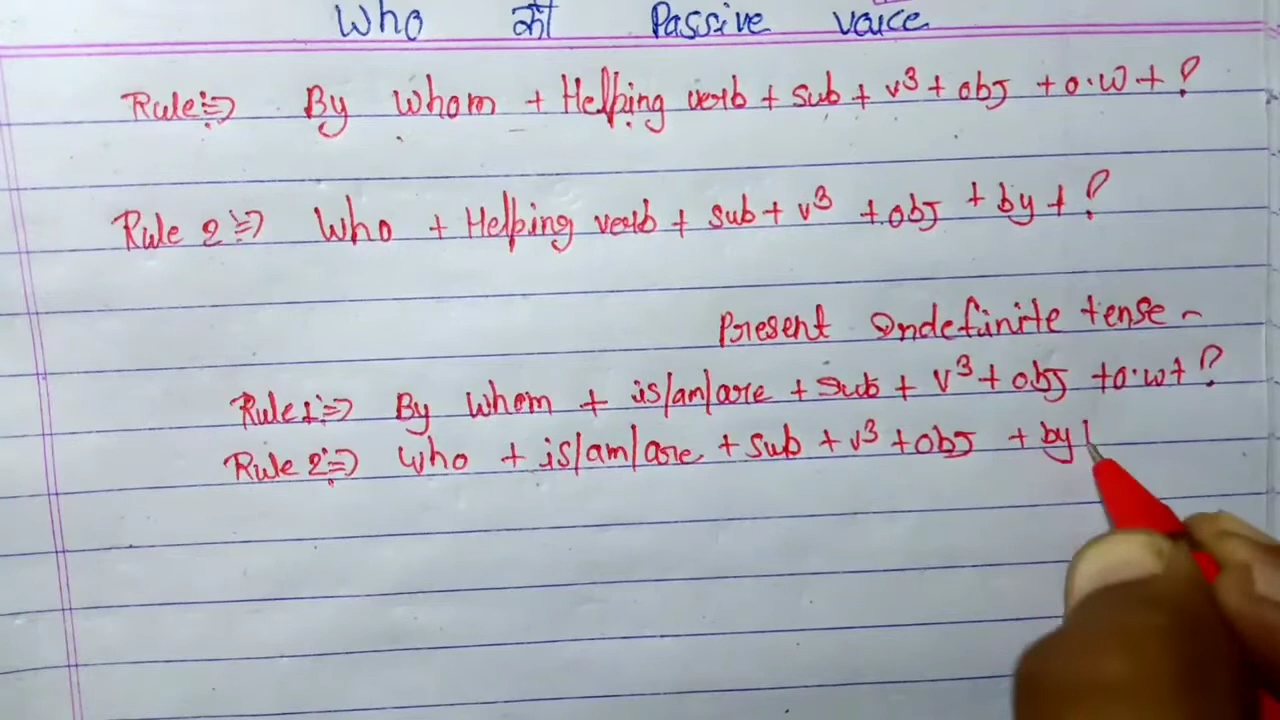 Who का Passive voice
Rule:⇒ By whom + Helping verb + sub + v³ + obj + o.w + ?
Rule 2:⇒ Who + Helping verb + sub + v³ + obj + by + ?
Present Indefinite tense -
Rule 1:⇒ By whom + is/am/are + sub + v³ + obj + o.w + ?
Rule 2:⇒ Who + is/am/are + sub + v³ + obj + by